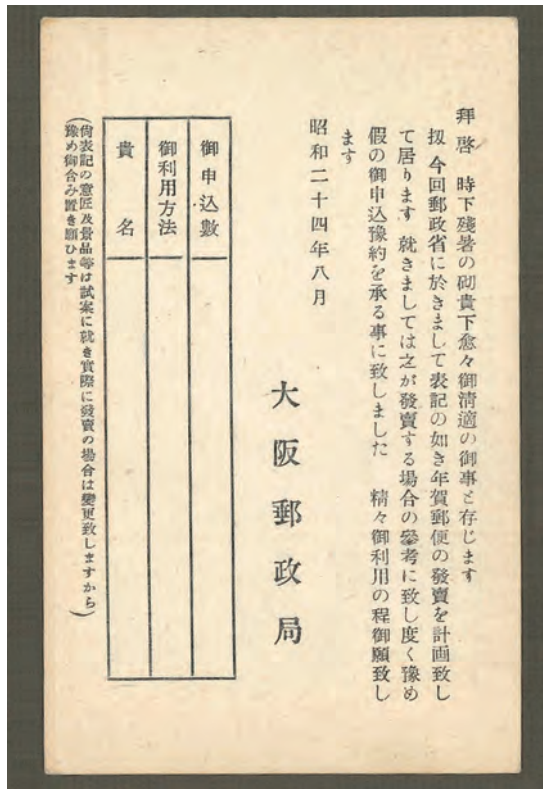 拜啓 時下殘暑の砌貴下愈々御清適の御事と存じます
扨 今回郵政省に於きまして表記の如き年賀郵便の發賣を計画致し
て居ります 就きましては之が發賣する場合の參考に致し度く豫め
假の御申込豫約を承る事に致しました 精々御利用の程御願致し
ます
昭和二十四年八月
大阪郵政局
御申込數
御利用方法
貴名
(尙表記の意匠及景品等は試案に就き實際に發賣の場合は變更致しますから
豫め御含み置き願ひます)